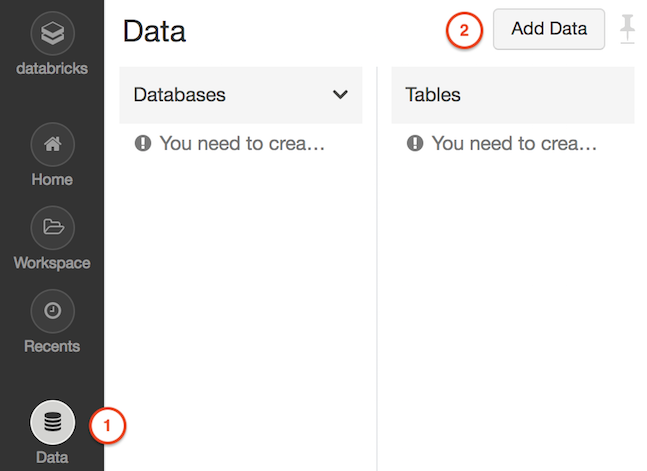 databricks
Home
Workspace
Recents
1
Data
Data
2
Add Data
Databases
You need to crea…
Tables
You need to crea…